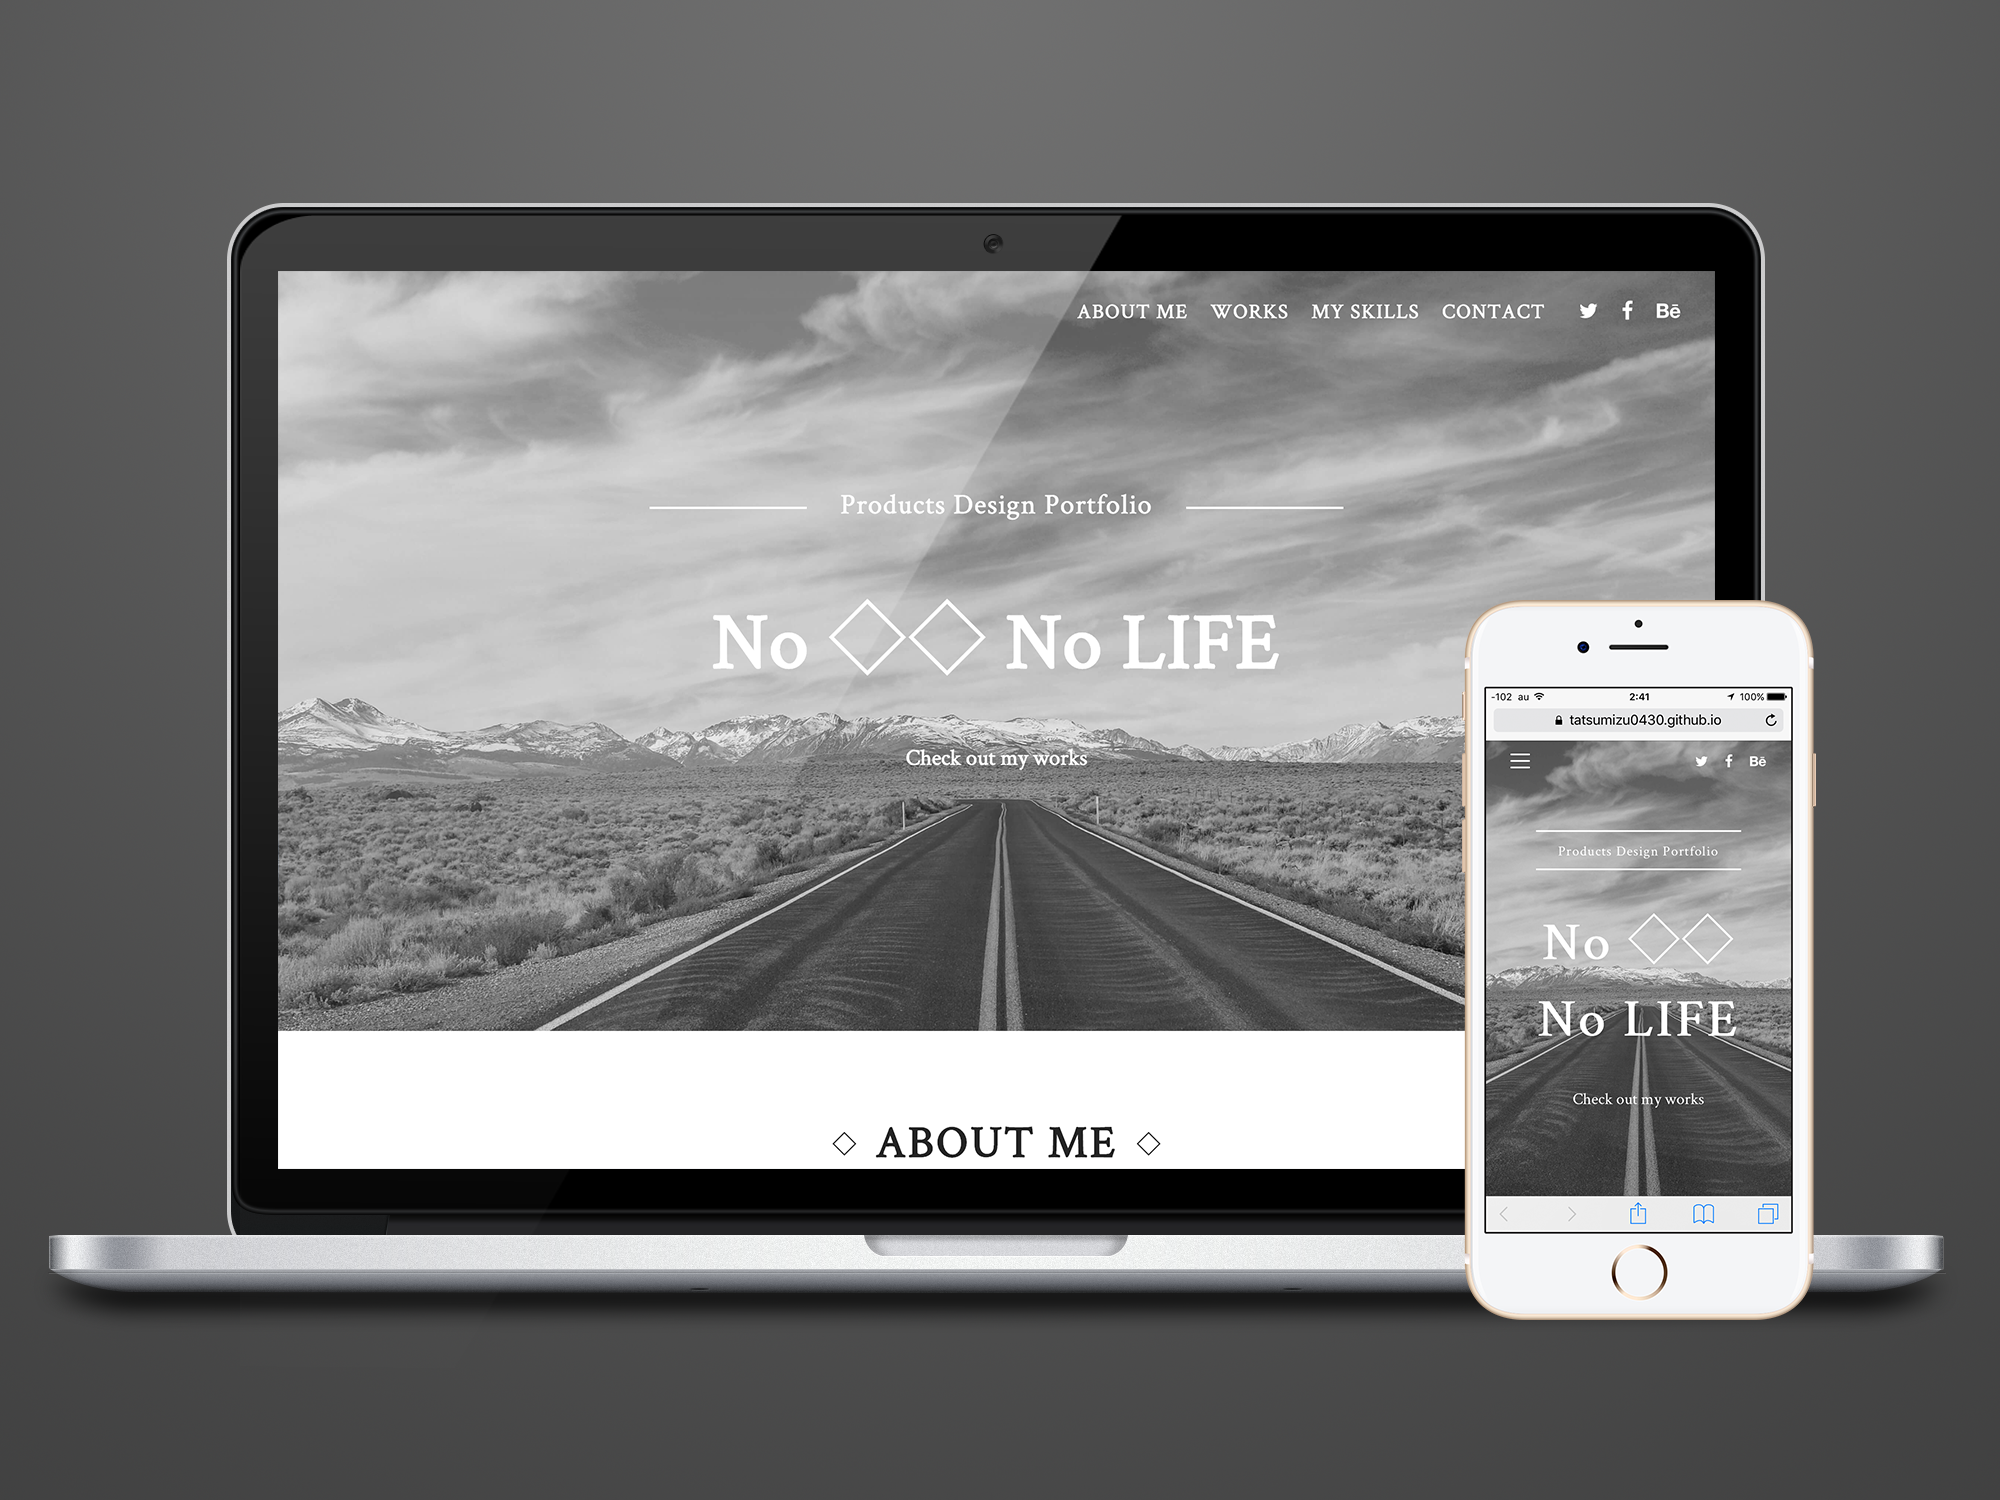 ABOUT ME WORKS MY SKILLS CONTACT Bē
Products Design Portfolio
No ◇◇ No LIFE
Check out my works
◇ ABOUT ME ◇
-102 au 2:41 100%
tatsumizu0430.github.io
Bē
Products Design Portfolio
No ◇◇
No LIFE
Check out my works